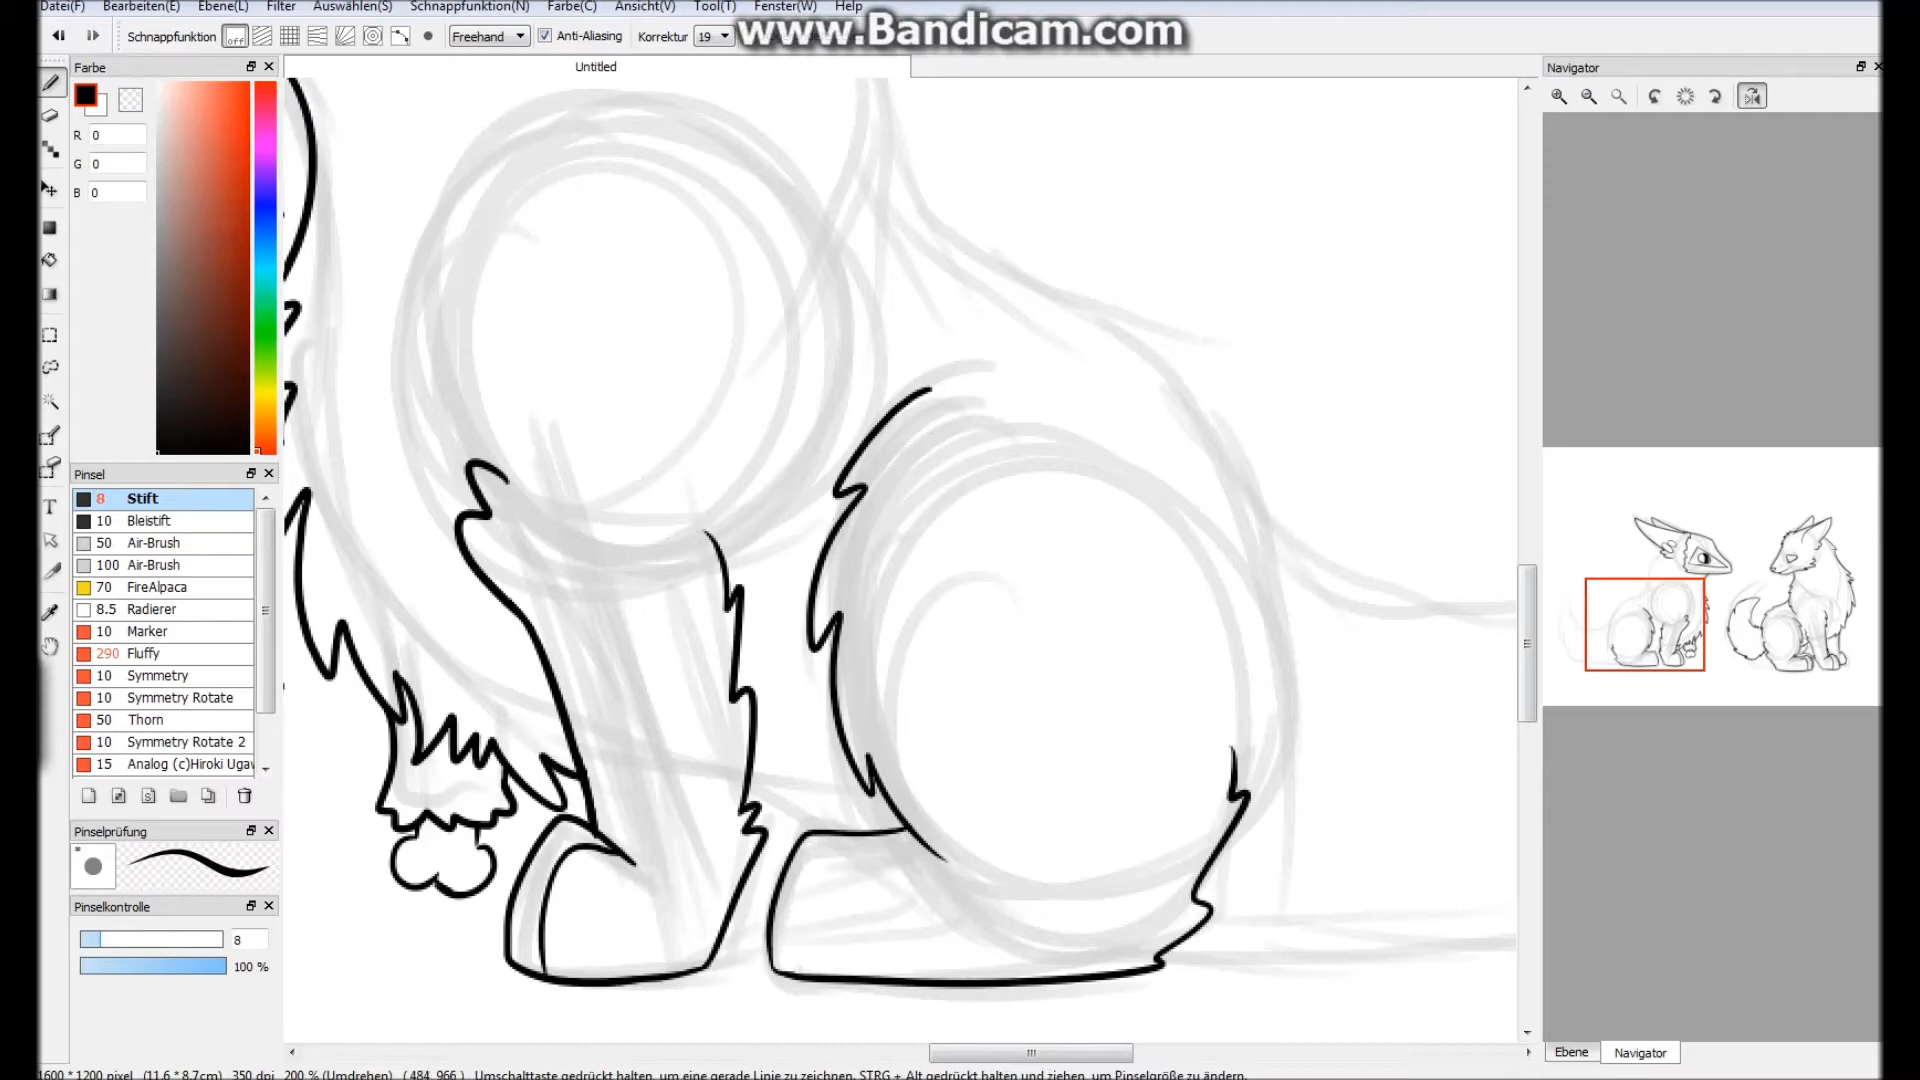 Datei(F) Bearbeiten(E) Ebene(L) Filter Auswählen(S) Schnappfunktion(N) Farbe(C) Ansicht(V) Tool(T) Fenster(W) Help
www.Bandicam.com
Schnappfunktion off Freehand Anti-Aliasing Korrektur 19
Farbe
Untitled
Navigator
R 0
G 0
B 0
Pinsel
8 Stift
10 Bleistift
50 Air-Brush
100 Air-Brush
70 FireAlpaca
8.5 Radierer
10 Marker
290 Fluffy
10 Symmetry
10 Symmetry Rotate
50 Thorn
10 Symmetry Rotate 2
15 Analog (c)Hiroki Ugaw
T
Pinselprüfung
*
Pinselkontrolle
8
100 %
Ebene Navigator
1600 * 1200 pixel (11.6 * 8.7cm) 350 dpi 200 % (Umdrehen) ( 484, 966 ) Umschalttaste gedrückt halten, um eine gerade Linie zu zeichnen, STRG + Alt gedrückt halten und ziehen, um Pinselgröße zu ändern.